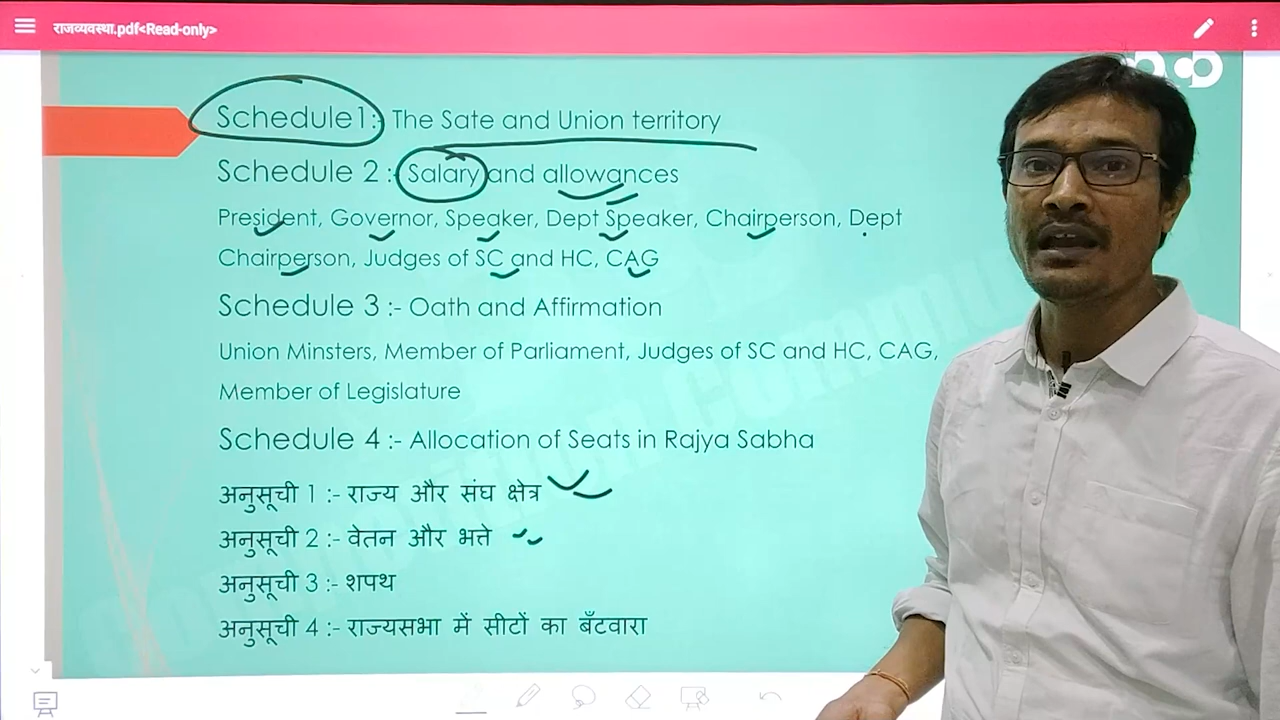 राजव्यवस्था.pdf<Read-only>
Schedule1:- The Sate and Union territory
Schedule 2 :- Salary and allowances
President, Governor, Speaker, Dept Speaker, Chairperson, Dept
Chairperson, Judges of SC and HC, CAG
Schedule 3 :- Oath and Affirmation
Union Minsters, Member of Parliament, Judges of SC and HC, CAG,
Member of Legislature
Schedule 4 :- Allocation of Seats in Rajya Sabha
अनुसूची 1 :- राज्य और संघ क्षेत्र
अनुसूची 2 :- वेतन और भत्ते
अनुसूची 3 :- शपथ
अनुसूची 4 :- राज्यसभा में सीटों का बँटवारा